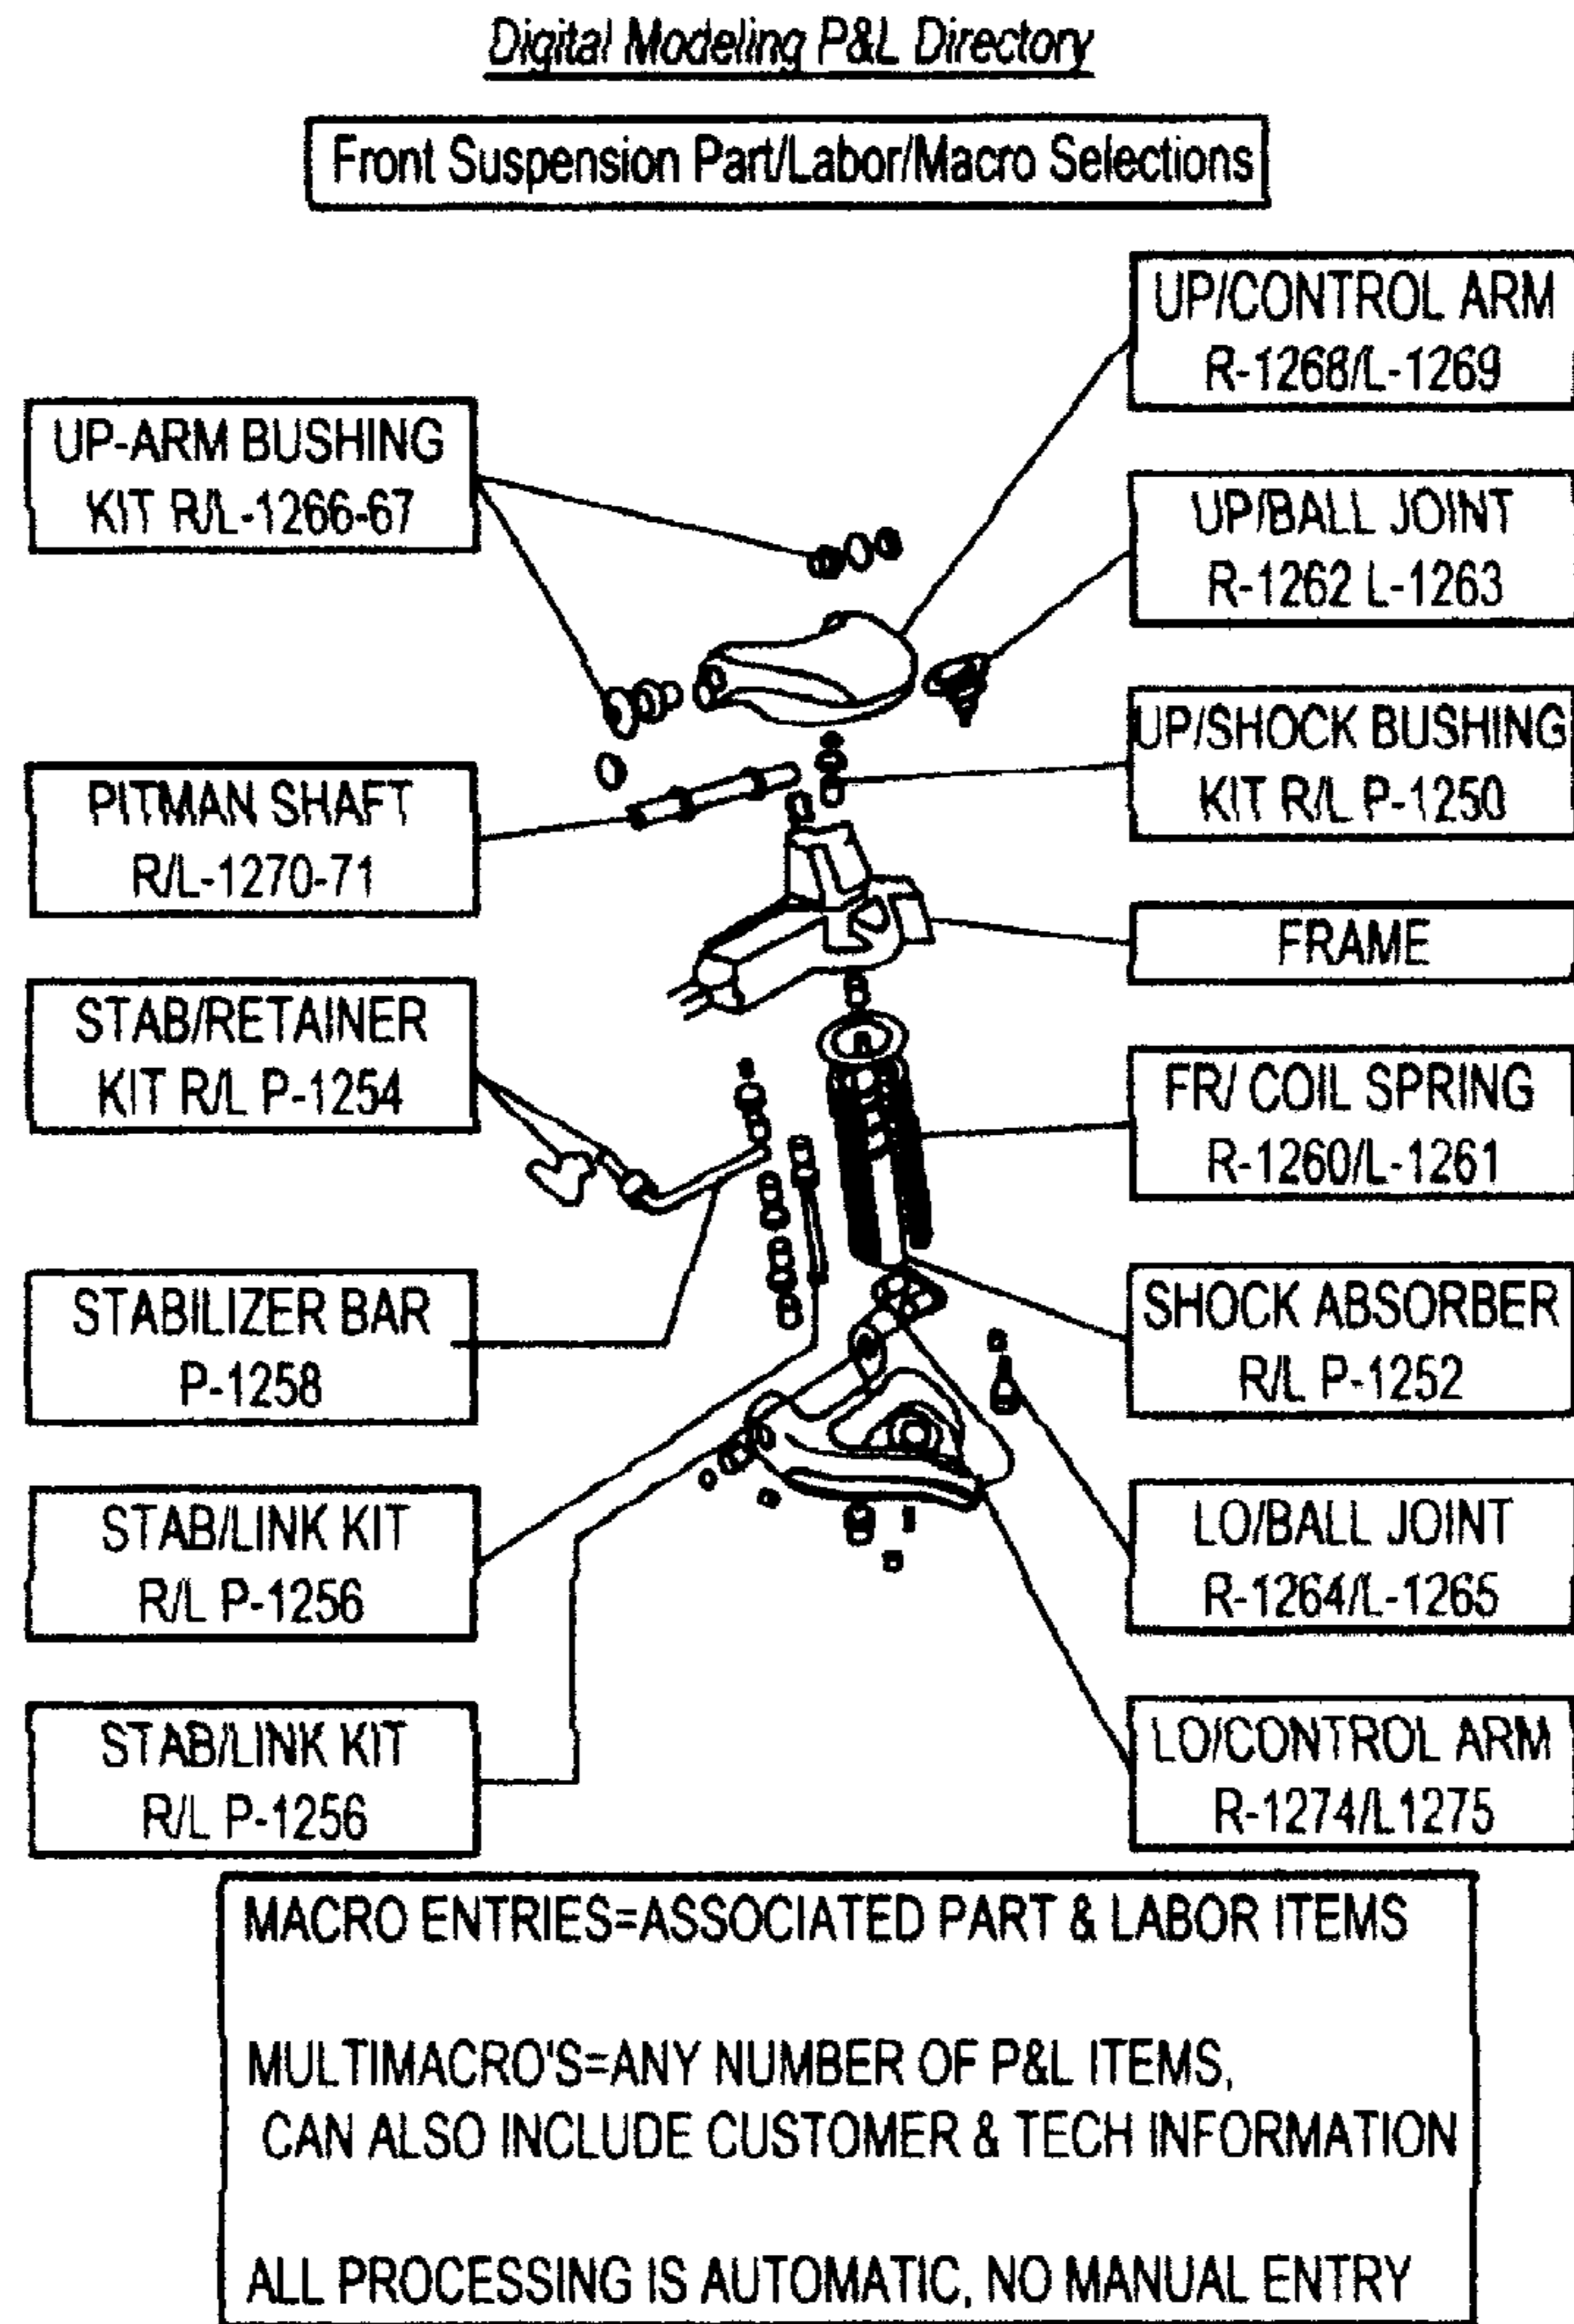 Digital Modeling P&L Directory
Front Suspension Part/Labor/Macro Selections
UP/CONTROL ARM
R-1268/L-1269
UP-ARM BUSHING
KIT R/L-1266-67
UP/BALL JOINT
R-1262 L-1263
UP/SHOCK BUSHING
KIT R/L P-1250
PITMAN SHAFT
R/L-1270-71
FRAME
STAB/RETAINER
KIT R/L P-1254
FR/ COIL SPRING
R-1260/L-1261
STABILIZER BAR
P-1258
SHOCK ABSORBER
R/L P-1252
STAB/LINK KIT
R/L P-1256
LO/BALL JOINT
R-1264/L-1265
STAB/LINK KIT
R/L P-1256
LO/CONTROL ARM
R-1274/L1275
MACRO ENTRIES=ASSOCIATED PART & LABOR ITEMS
MULTIMACRO'S=ANY NUMBER OF P&L ITEMS,
CAN ALSO INCLUDE CUSTOMER & TECH INFORMATION
ALL PROCESSING IS AUTOMATIC, NO MANUAL ENTRY